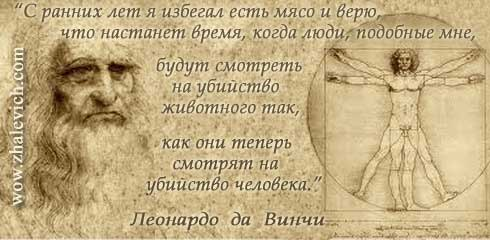 “С ранних лет я избегал есть мясо и верю,
что настанет время, когда люди, подобные мне,
будут смотреть
на убийство
животного так,
как они теперь
смотрят на
убийство человека.”
Леонардо да Винчи
www.zhalevich.com